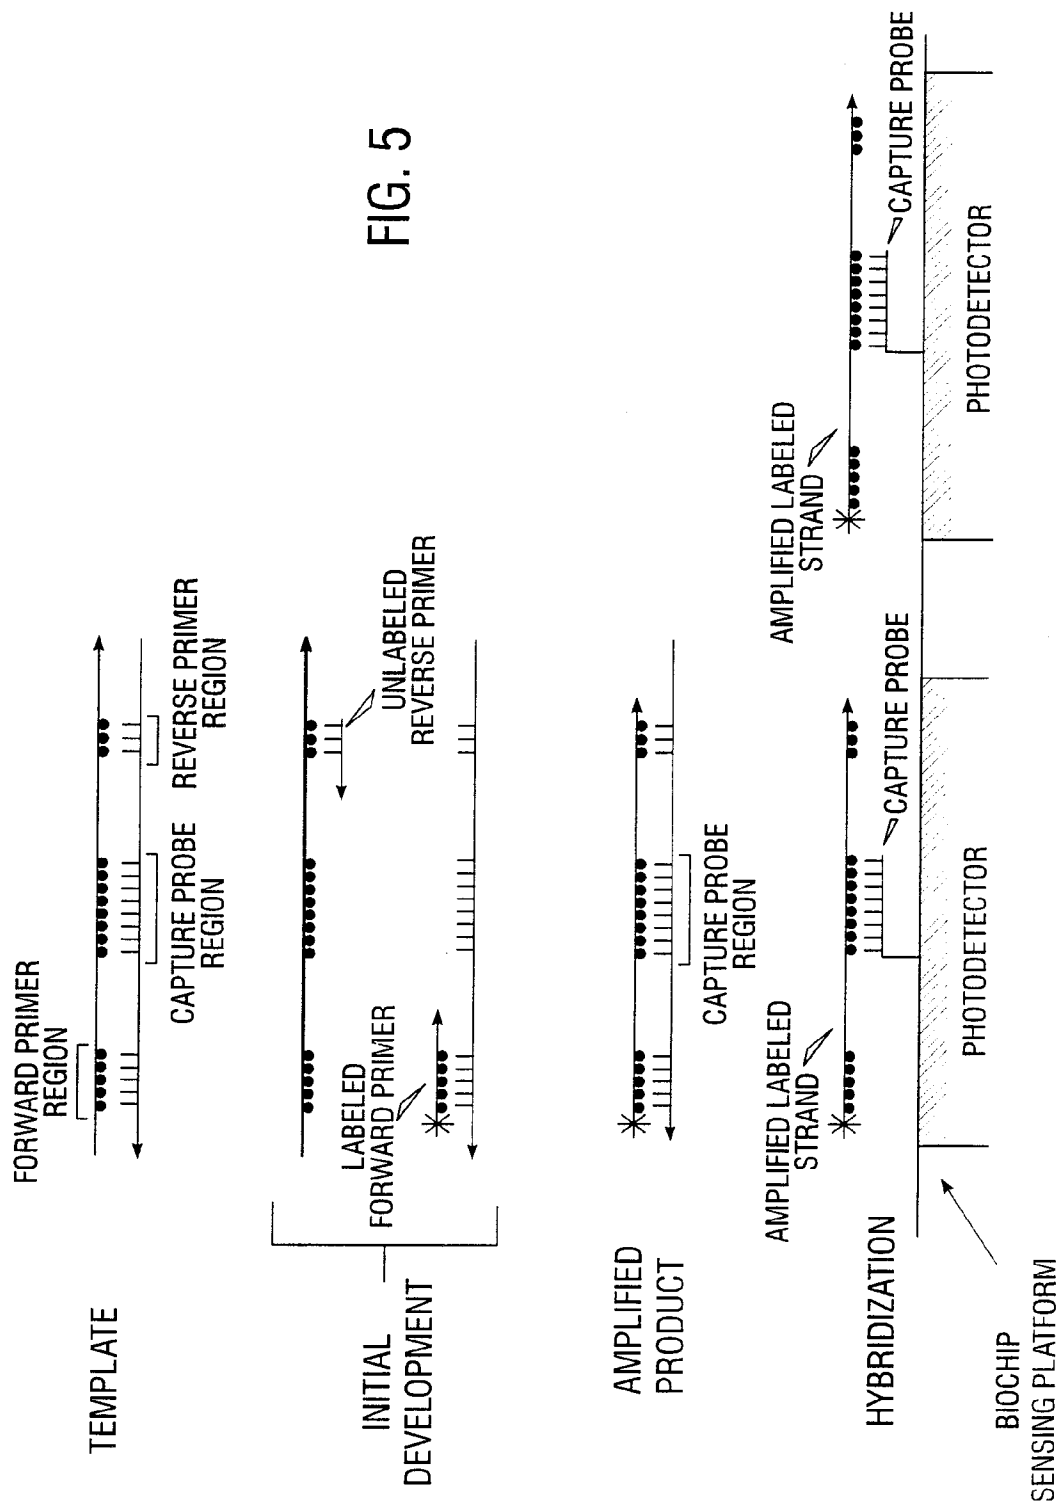 FIG. 5
TEMPLATE
FORWARD PRIMER
REGION
CAPTURE PROBE
REGION
REVERSE PRIMER
REGION
INITIAL
DEVELOPMENT
LABELED
FORWARD PRIMER
UNLABELED
REVERSE PRIMER
AMPLIFIED
PRODUCT
CAPTURE PROBE
REGION
HYBRIDIZATION
AMPLIFIED LABELED
STRAND
CAPTURE PROBE
AMPLIFIED LABELED
STRAND
CAPTURE PROBE
PHOTODETECTOR
PHOTODETECTOR
BIOCHIP
SENSING PLATFORM